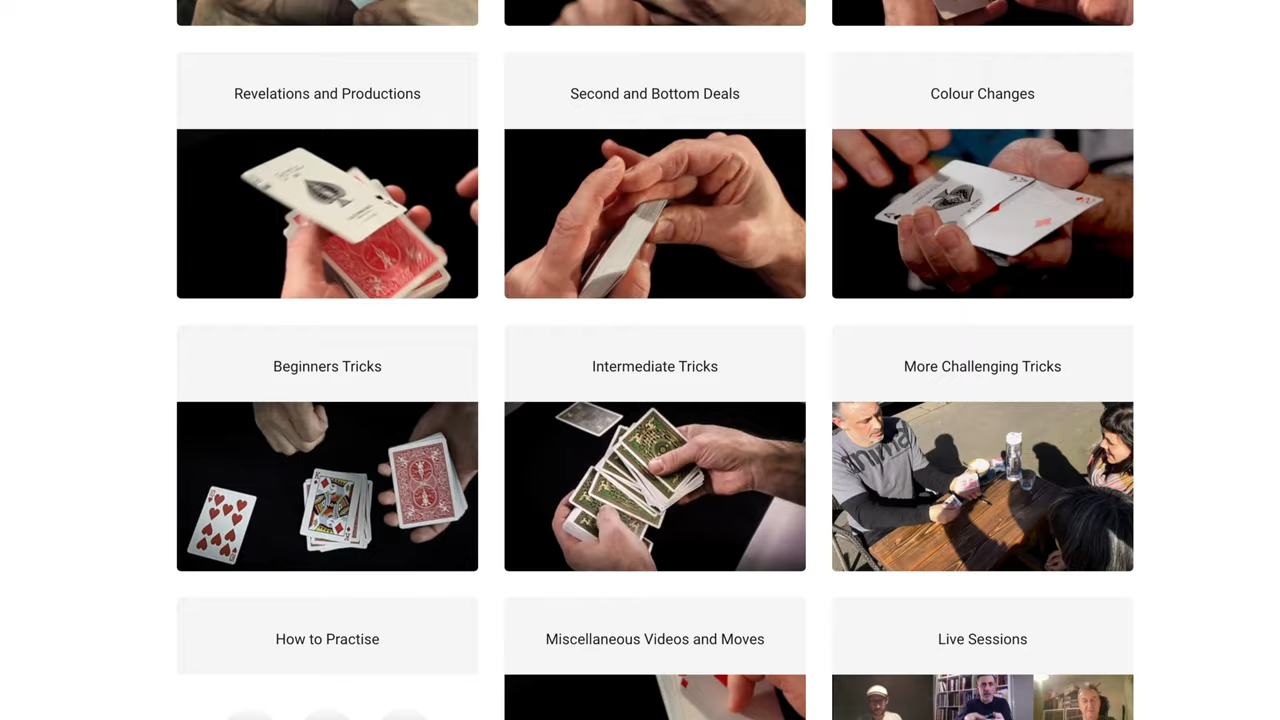 Revelations and Productions
Second and Bottom Deals
Colour Changes
Beginners Tricks
Intermediate Tricks
More Challenging Tricks
How to Practise
Miscellaneous Videos and Moves
Live Sessions